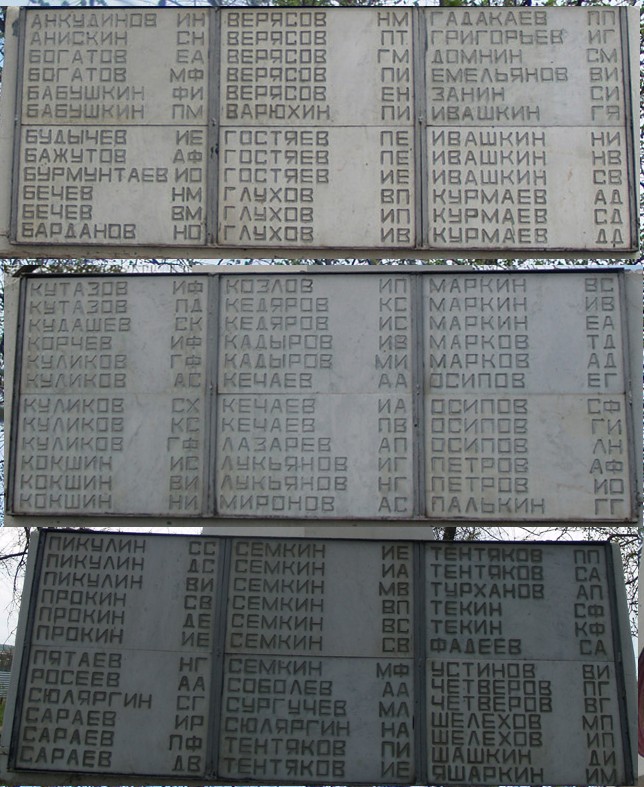 АНКУДИНОВ ИН
АНИСКИН СН
БОГАТОВ ЕА
БОГАТОВ МФ
БАБУШКИН ФИ
БАБУШКИН ПМ
БУДЫЧЕВ ИЕ
БАЖУТОВ АФ
БУРМУНТАЕВ ИО
БЕЧЕВ НМ
БЕЧЕВ ВМ
БАРДАНОВ НО
ВЕРЯСОВ НМ
ВЕРЯСОВ ПТ
ВЕРЯСОВ ГМ
ВЕРЯСОВ ПИ
ВЕРЯСОВ ЕН
ВАРЮХИН ПИ
ГОСТЯЕВ ПЕ
ГОСТЯЕВ ПЕ
ГОСТЯЕВ ИЕ
ГЛУХОВ ВП
ГЛУХОВ ИП
ГЛУХОВ ИВ
ГАДАКАЕВ ПП
ГРИГОРЬЕВ ИГ
ДОМНИН СМ
ЕМЕЛЬЯНОВ ВИ
ЗАНИН СИ
ИВАШКИН ГЯ
ИВАШКИН НИ
ИВАШКИН НВ
ИВАШКИН СВ
КУРМАЕВ АД
КУРМАЕВ СД
КУРМАЕВ ДД
КУТАЗОВ ИФ
КУТАЗОВ ПД
КУДАШЕВ СК
КОРЧЕВ ИФ
КУЛИКОВ ГФ
КУЛИКОВ АС
КУЛИКОВ СХ
КУЛИКОВ КС
КУЛИКОВ ГФ
КОКШИН ИС
КОКШИН ВИ
КОКШИН НИ
КОЗЛОВ ИП
КЕДЯРОВ КС
КЕДЯРОВ ИС
КАДЫРОВ ИВ
КАДЫРОВ МИ
КЕЧАЕВ АА
КЕЧАЕВ ИА
КЕЧАЕВ ПВ
ЛАЗАРЕВ АП
ЛУКЬЯНОВ ИГ
ЛУКЬЯНОВ НГ
МИРОНОВ АС
МАРКИН ВС
МАРКИН ИВ
МАРКИН ЕА
МАРКОВ ТД
МАРКОВ АД
ОСИПОВ ЕГ
ОСИПОВ СФ
ОСИПОВ ГИ
ОСИПОВ ЛН
ПЕТРОВ АФ
ПЕТРОВ ИО
ПАЛЬКИН ГГ
ПИКУЛИН СС
ПИКУЛИН ДС
ПИКУЛИН ВИ
ПРОКИН СВ
ПРОКИН ДЕ
ПРОКИН ИЕ
ПЯТАЕВ НГ
РОСЕЕВ АА
СЮЛЯРГИН СГ
САРАЕВ ИР
САРАЕВ ПФ
САРАЕВ ДВ
СЕМКИН ИЕ
СЕМКИН ИА
СЕМКИН МВ
СЕМКИН ВП
СЕМКИН ВС
СЕМКИН СВ
СЕМКИН МФ
СОБОЛЕВ АА
СУРГУЧЕВ МЛ
СЮЛЯРГИН НА
ТЕНТЯКОВ ПИ
ТЕНТЯКОВ ИЕ
ТЕНТЯКОВ ПП
ТЕНТЯКОВ СА
ТУРХАНОВ АП
ТЕКИН СФ
ТЕКИН КФ
ФАДЕЕВ СА
УСТИНОВ ВИ
ЧЕТВЕРОВ ПГ
ЧЕТВЕРОВ ВГ
ШЕЛЕХОВ МП
ШЕЛЕХОВ ИП
ШАШКИН ДИ
ЯШАРКИН ИМ